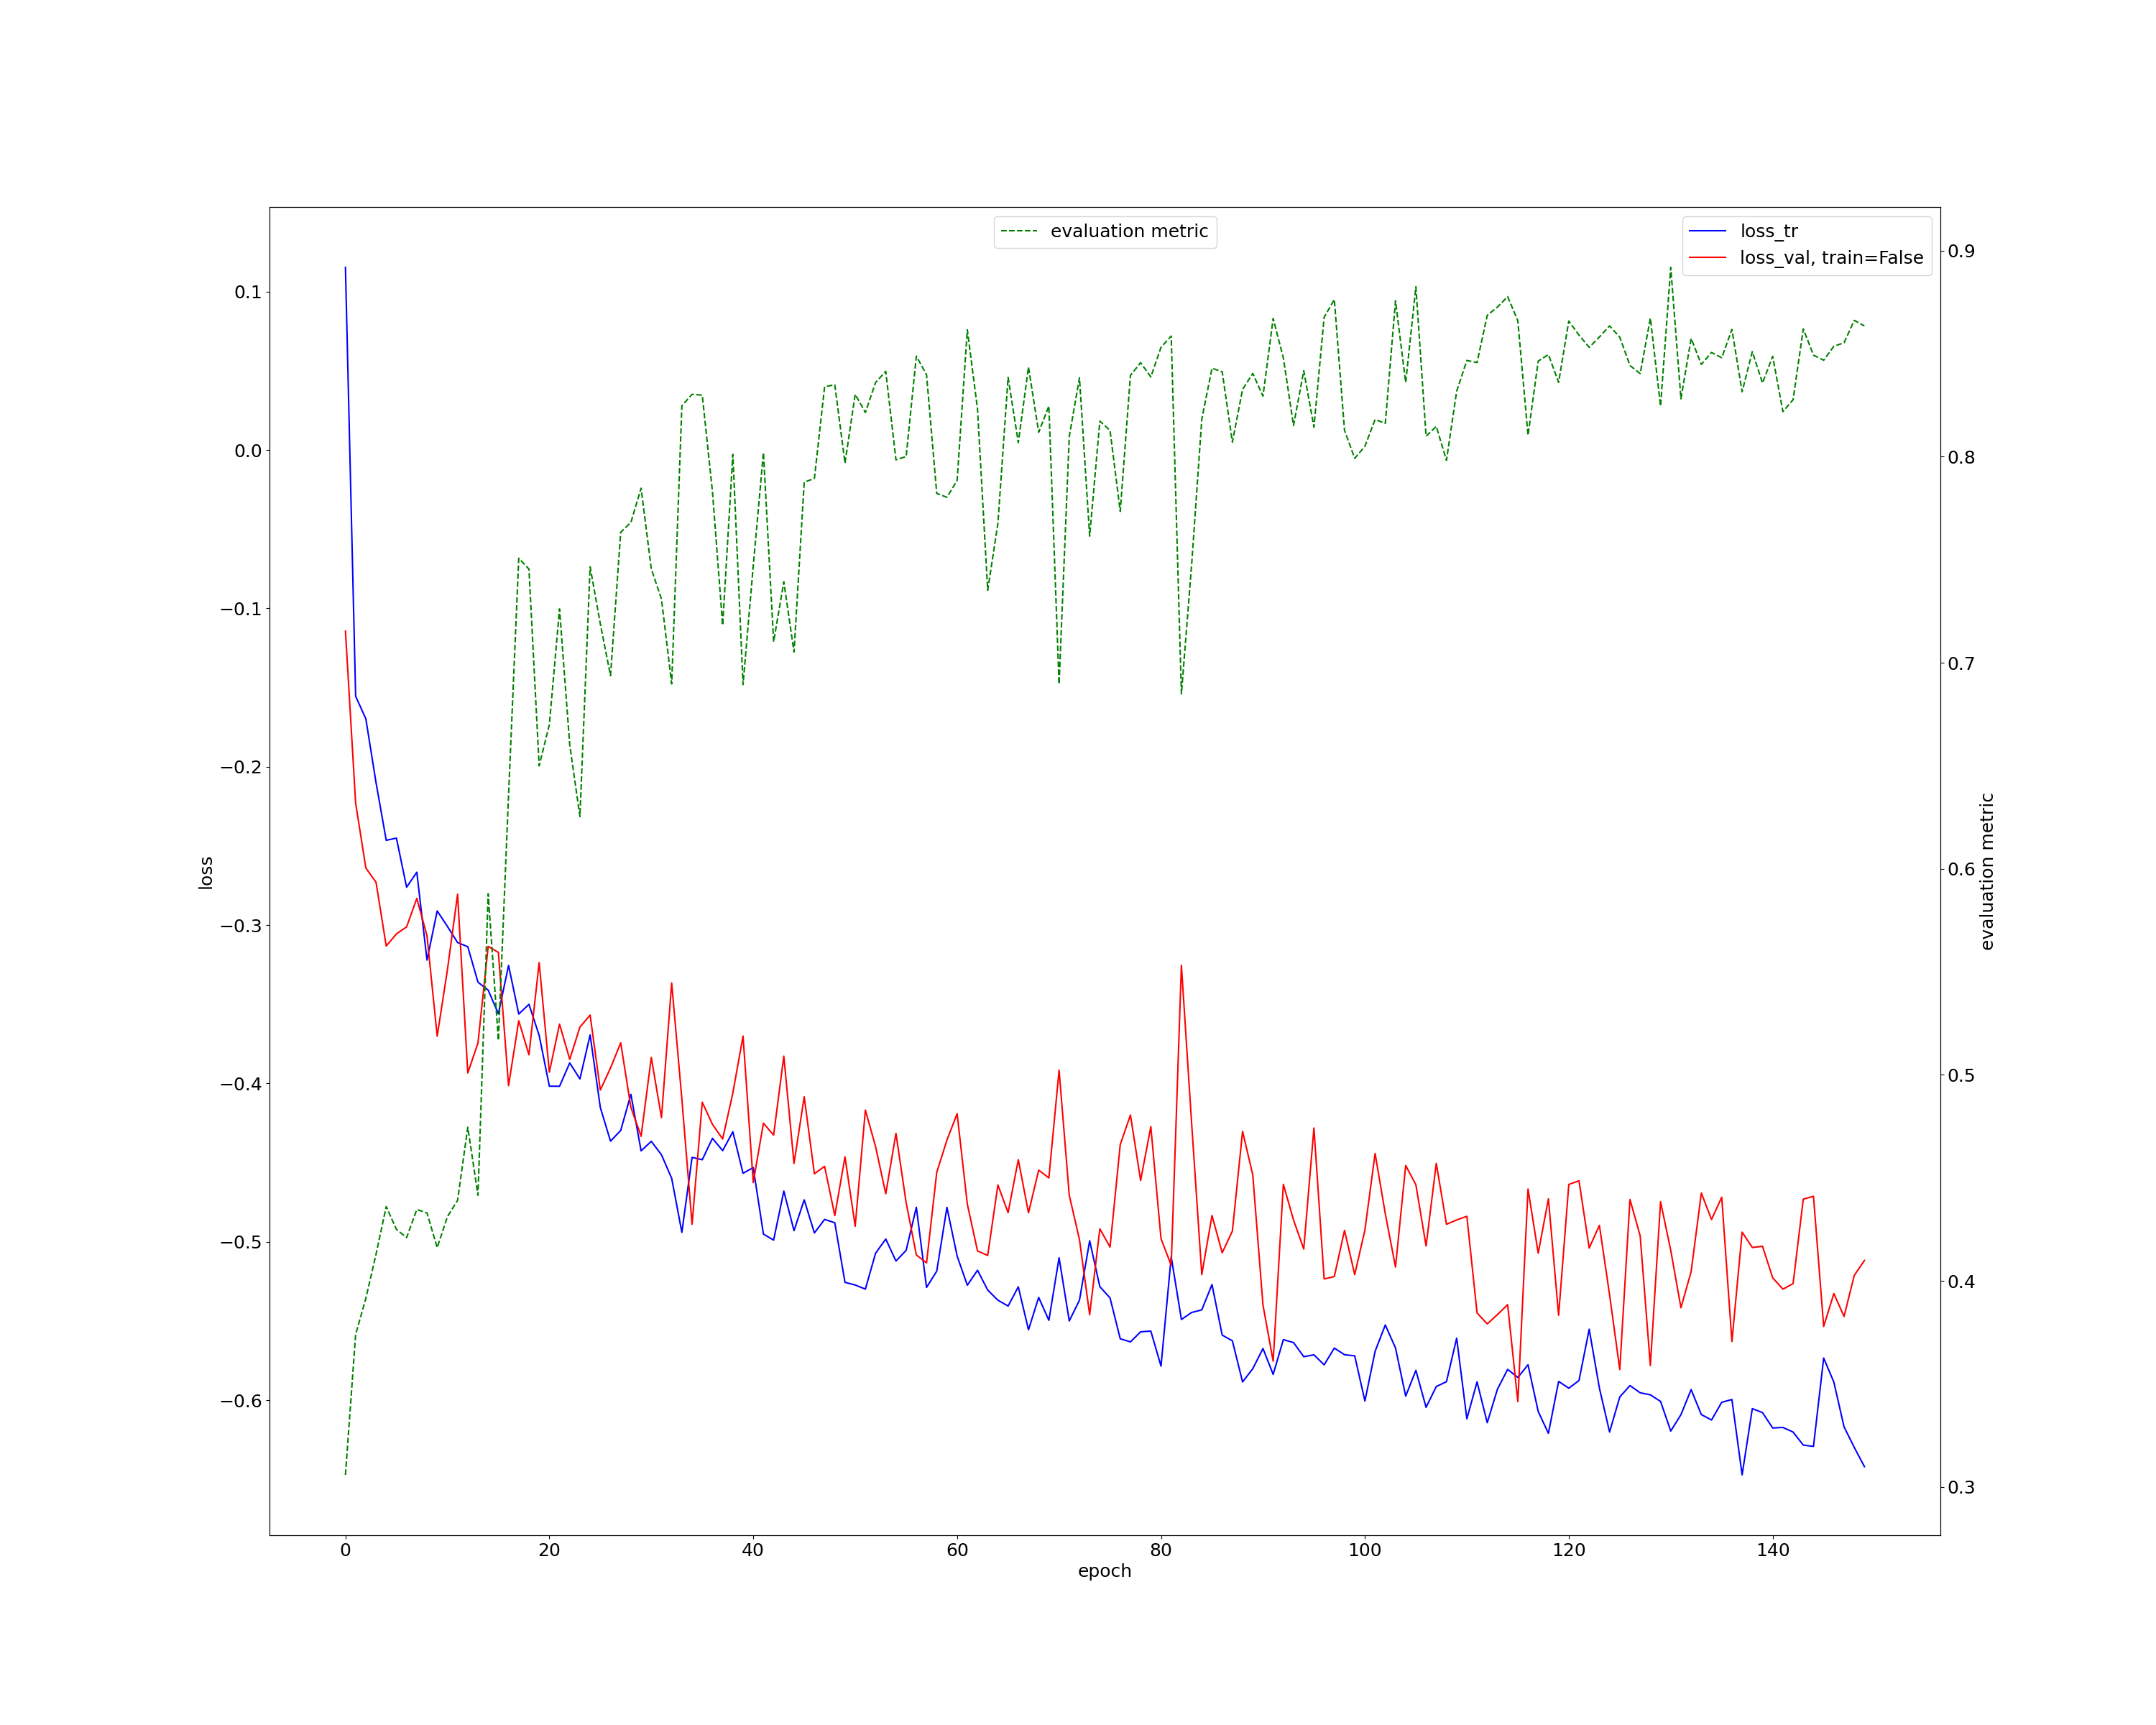 evaluation metric
loss_tr
loss_val, train=False
0.1
0.0
−0.1
−0.2
−0.3
−0.4
−0.5
−0.6
loss
0.9
0.8
0.7
0.6
0.5
0.4
0.3
evaluation metric
0 20 40 60 80 100 120 140
epoch